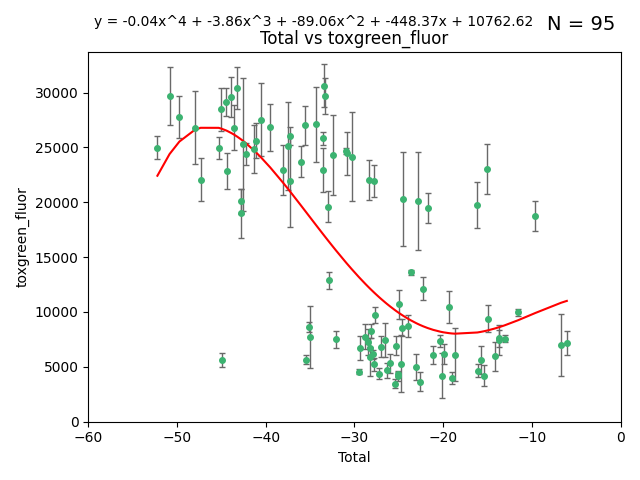 y = -0.04x^4 + -3.86x^3 + -89.06x^2 + -448.37x + 10762.62
N = 95
Total vs toxgreen_fluor
toxgreen_fluor
30000
25000
20000
15000
10000
5000
0
−60
−50
−40
−30
−20
−10
0
Total